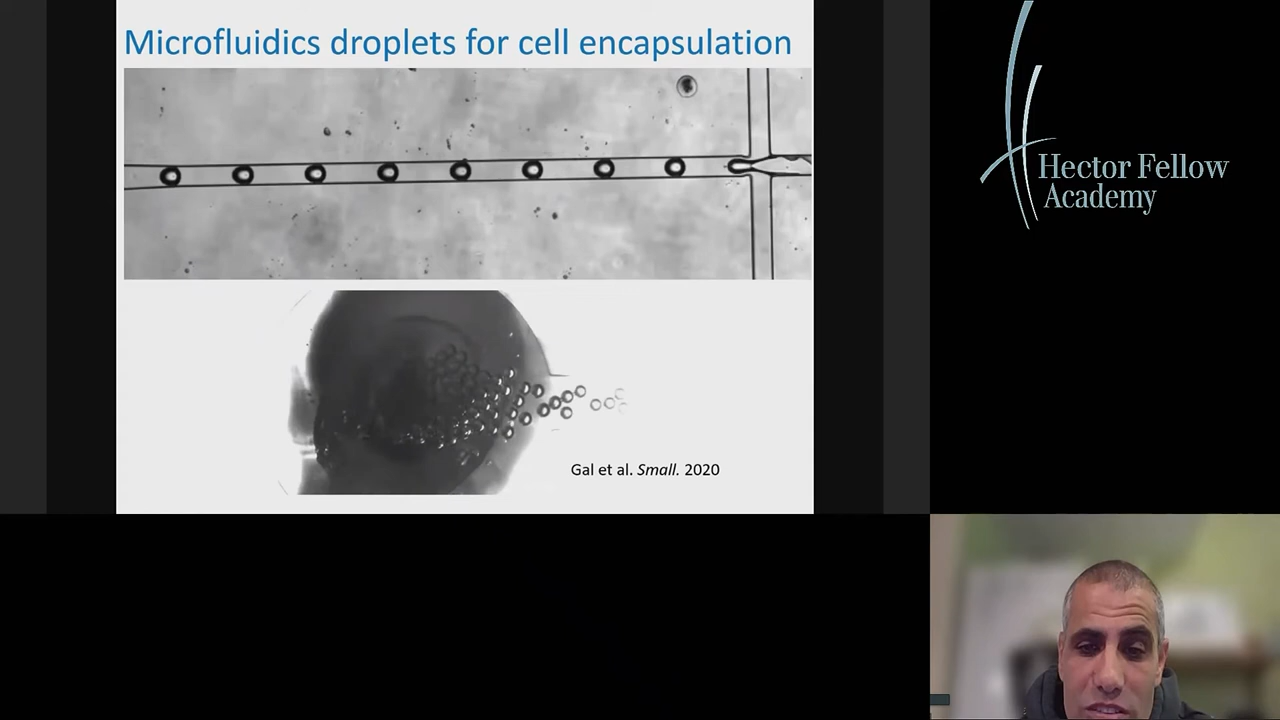 Microfluidics droplets for cell encapsulation
Gal et al. Small. 2020
Hector Fellow
Academy